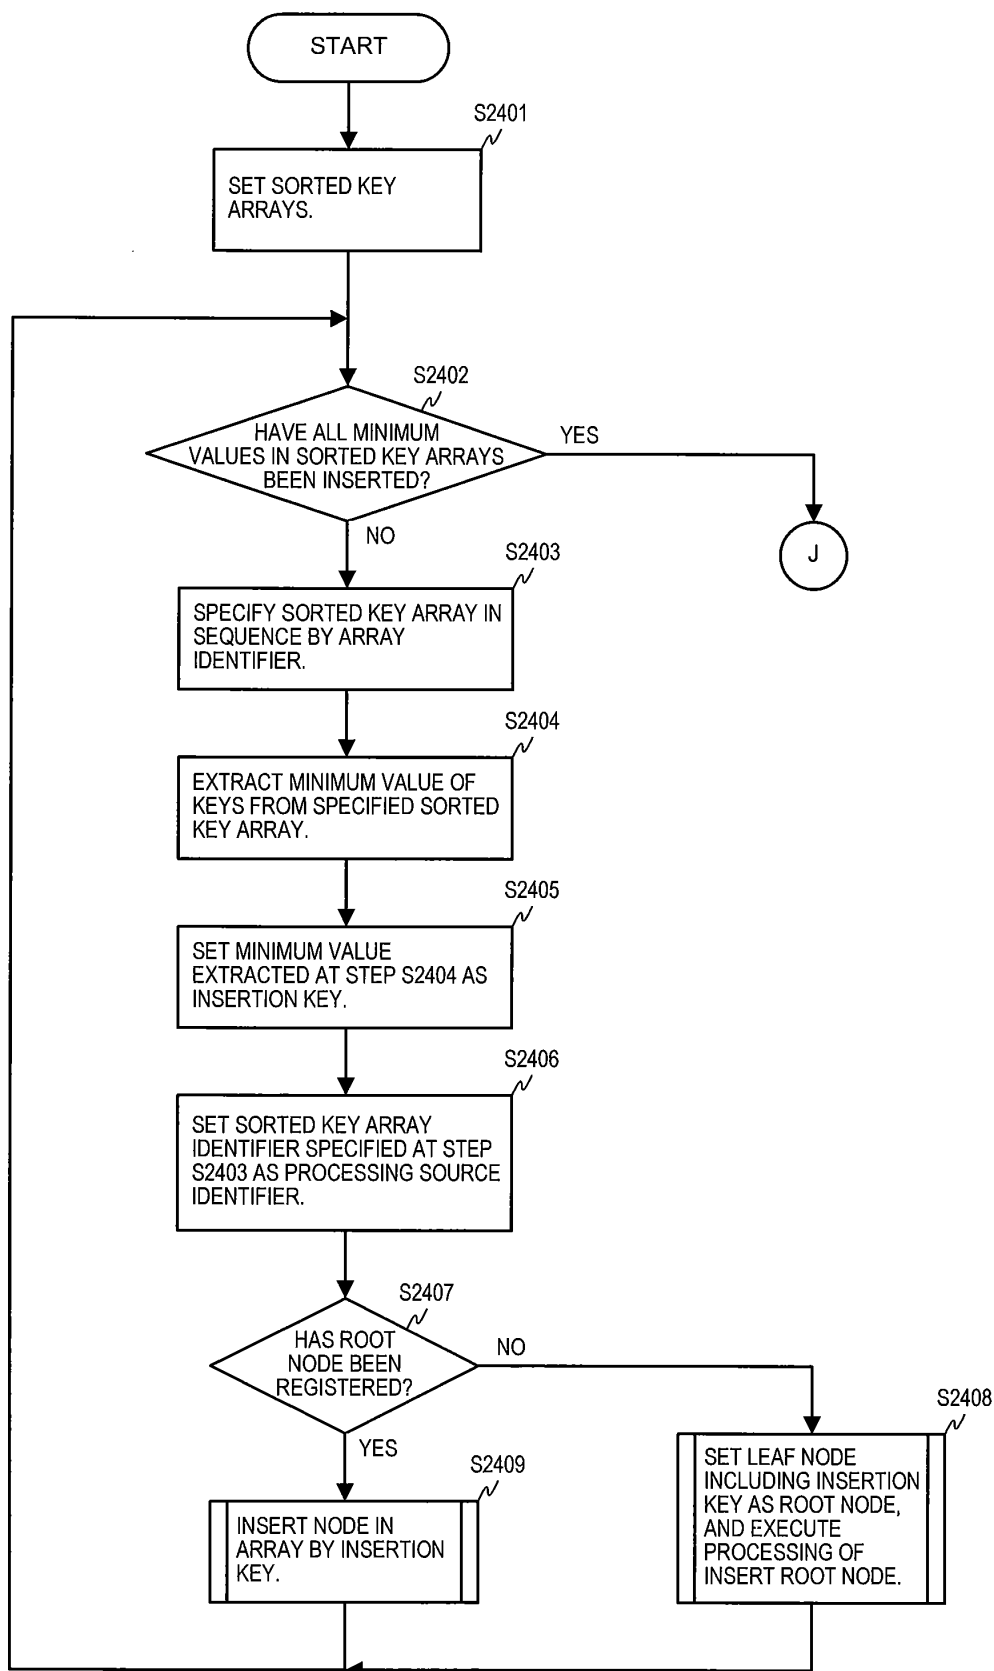 START
S2401
SET SORTED KEY
ARRAYS.
S2402
HAVE ALL MINIMUM
VALUES IN SORTED KEY ARRAYS
BEEN INSERTED?
YES
J
NO
S2403
SPECIFY SORTED KEY ARRAY IN
SEQUENCE BY ARRAY
IDENTIFIER.
S2404
EXTRACT MINIMUM VALUE OF
KEYS FROM SPECIFIED SORTED
KEY ARRAY.
S2405
SET MINIMUM VALUE
EXTRACTED AT STEP S2404 AS
INSERTION KEY.
S2406
SET SORTED KEY ARRAY
IDENTIFIER SPECIFIED AT STEP
S2403 AS PROCESSING SOURCE
IDENTIFIER.
S2407
HAS ROOT
NODE BEEN
REGISTERED?
NO
YES
S2408
SET LEAF NODE
INCLUDING INSERTION
KEY AS ROOT NODE,
AND EXECUTE
PROCESSING OF
INSERT ROOT NODE.
S2409
INSERT NODE IN
ARRAY BY INSERTION
KEY.